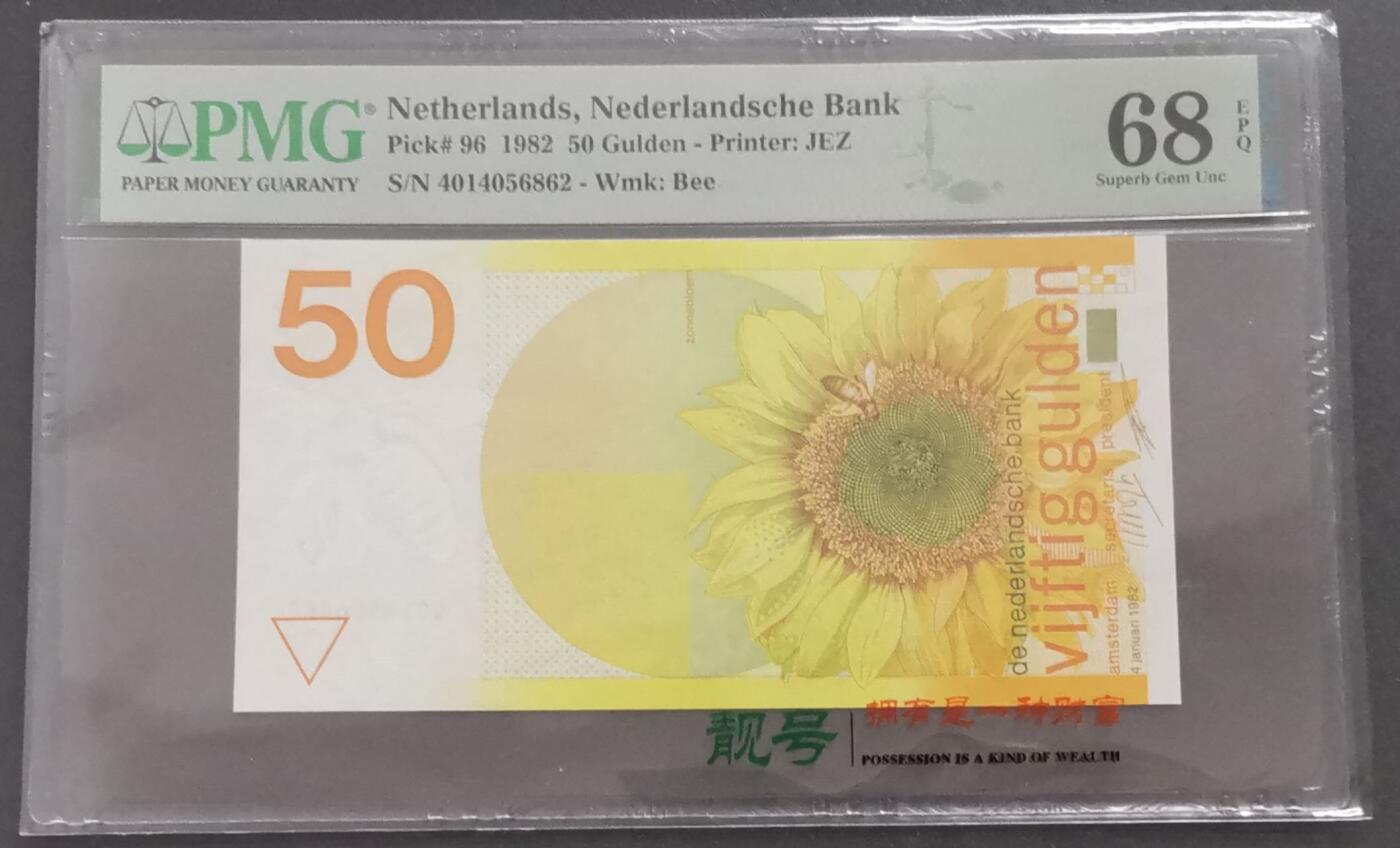 PMG®
PAPER MONEY GUARANTY
Netherlands, Nederlandsche Bank
Pick# 96 1982 50 Gulden - Printer: JEZ
S/N 4014056862 - Wmk: Bee
68
EPQ
Superb Gem Unc
50
zonnebloem
de nederlandsche bank
vijftig gulden
amsterdam secretaris president
4 januari 1982
靓号
拥有是一种财富
POSSESSION IS A KIND OF WEALTH